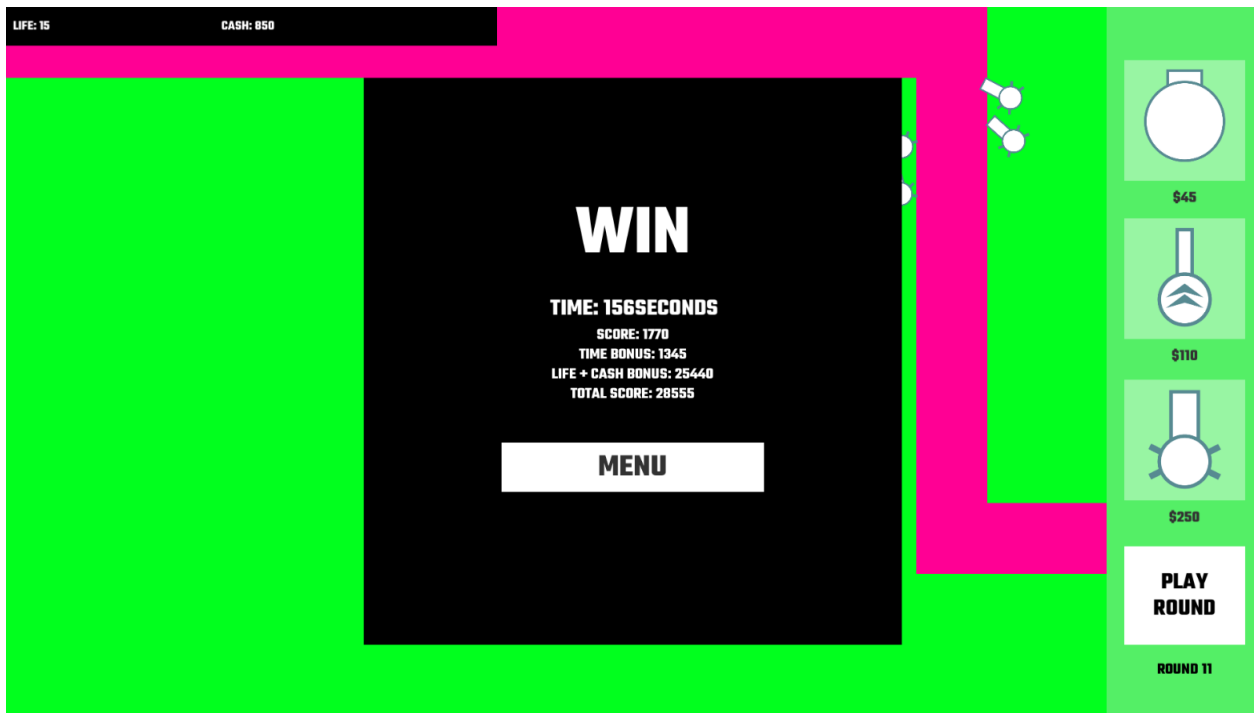 LIFE: 15 CASH: 850
WIN
TIME: 156SECONDS
SCORE: 1770
TIME BONUS: 1345
LIFE + CASH BONUS: 25440
TOTAL SCORE: 28555
MENU
$45
$110
$250
PLAY
ROUND
ROUND 11